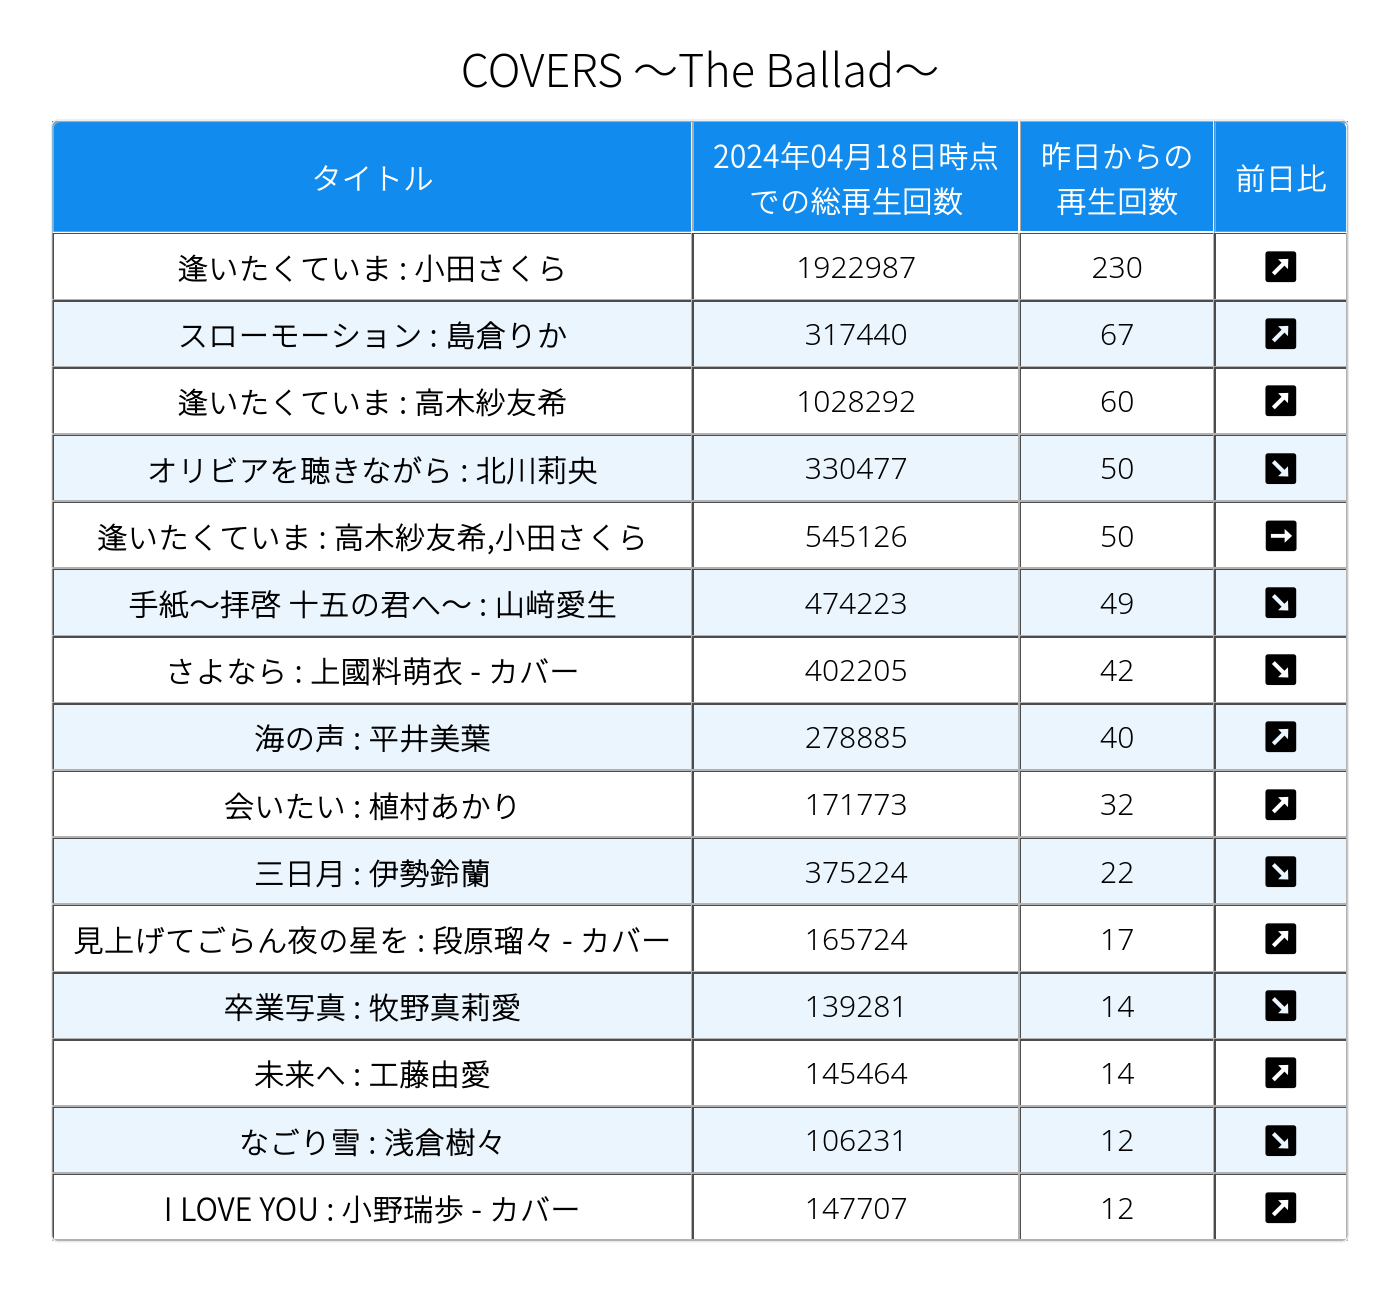 COVERS ～The Ballad～
タイトル 2024年04月18日時点での総再生回数 昨日からの再生回数 前日比
逢いたくていま : 小田さくら 1922987 230 ↗
スローモーション : 島倉りか 317440 67 ↗
逢いたくていま : 高木紗友希 1028292 60 ↗
オリビアを聴きながら : 北川莉央 330477 50 ↘
逢いたくていま : 高木紗友希,小田さくら 545126 50 →
手紙～拝啓 十五の君へ～ : 山﨑愛生 474223 49 ↘
さよなら : 上國料萌衣 - カバー 402205 42 ↘
海の声 : 平井美葉 278885 40 ↗
会いたい : 植村あかり 171773 32 ↗
三日月 : 伊勢鈴蘭 375224 22 ↘
見上げてごらん夜の星を : 段原瑠々 - カバー 165724 17 ↗
卒業写真 : 牧野真莉愛 139281 14 ↘
未来へ : 工藤由愛 145464 14 ↗
なごり雪 : 浅倉樹々 106231 12 ↘
I LOVE YOU : 小野瑞歩 - カバー 147707 12 ↗